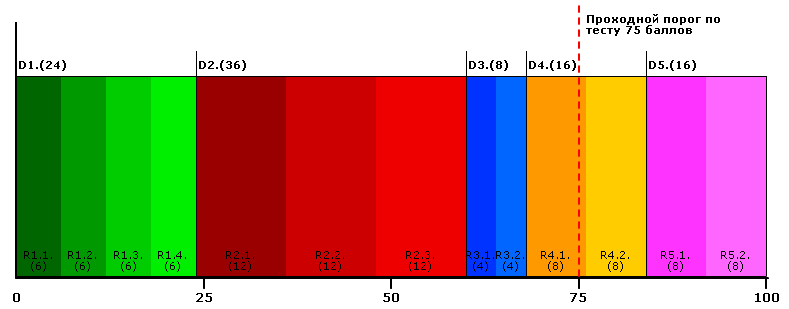 Проходной порог по
тесту 75 баллов
D1.(24)
D2.(36)
D3.(8)
D4.(16)
D5.(16)
R1.1.
(6)
R1.2.
(6)
R1.3.
(6)
R1.4.
(6)
R2.1
(12)
R2.2.
(12)
R2.3.
(12)
R3.1.
(4)
R3.2.
(4)
R4.1.
(8)
R4.2.
(8)
R5.1.
(8)
R5.2.
(8)
0
25
50
75
100